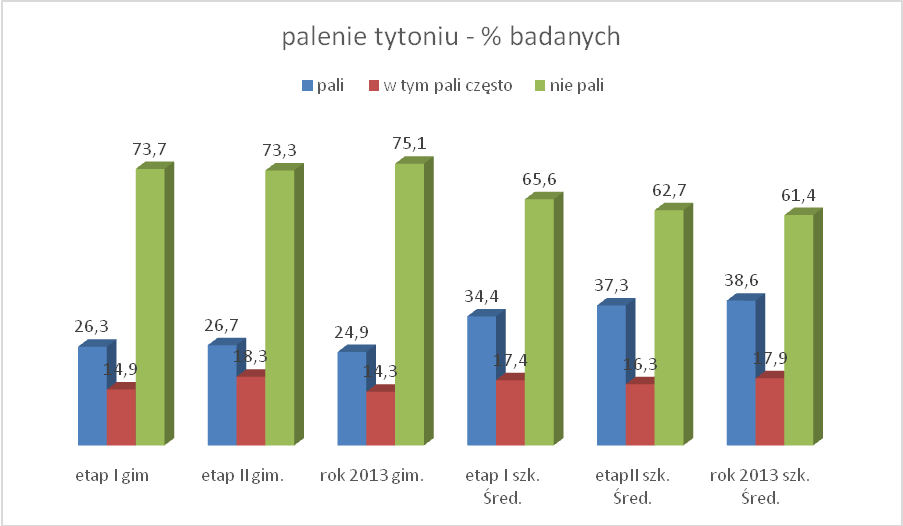 palenie tytoniu - % badanych
pali w tym pali często nie pali
73,7 73,3 75,1 65,6 62,7 61,4
26,3 26,7 24,9 34,4 37,3 38,6
14,9 18,3 14,3 17,4 16,3 17,9
etap I gim etap II gim. rok 2013 gim. etap I szk. etapII szk. rok 2013 szk.
Śred. Śred. Śred.